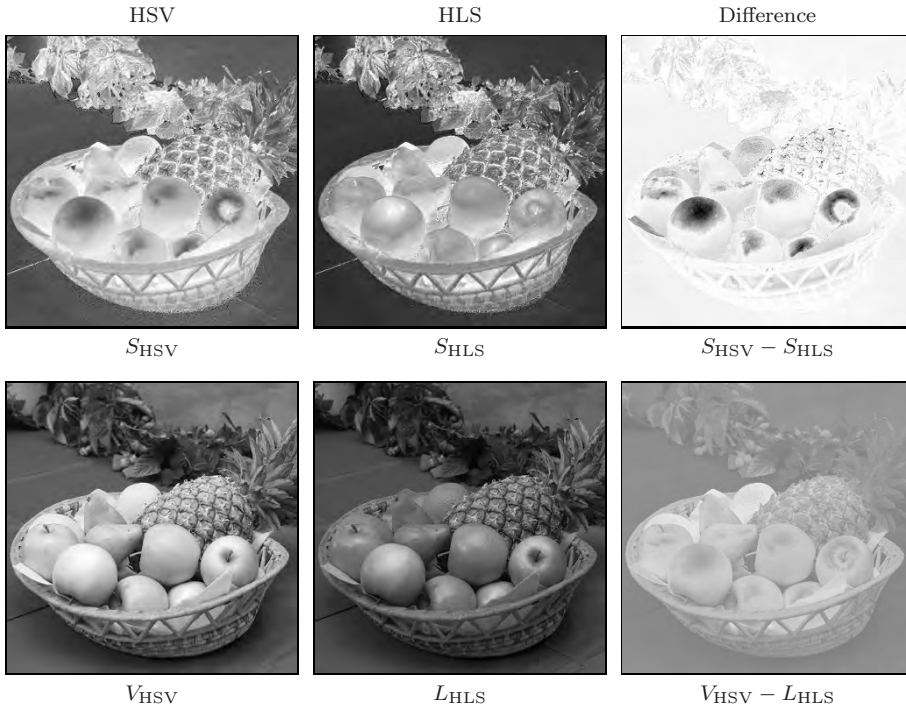 HSV HLS Difference
S_HSV S_HLS S_HSV − S_HLS
V_HSV L_HLS V_HSV − L_HLS